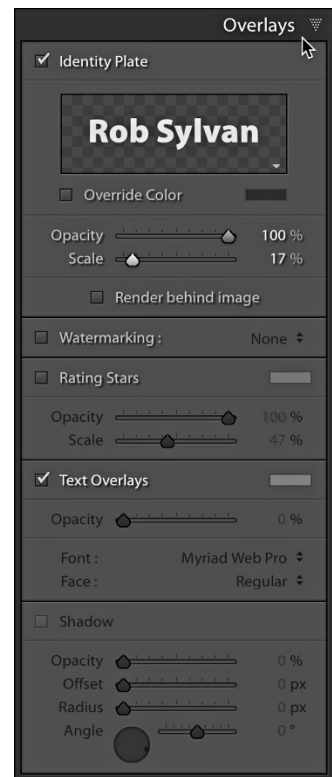 Overlays
Identity Plate
Rob Sylvan
Override Color
Opacity 100 %
Scale 17 %
Render behind image
Watermarking : None
Rating Stars
Opacity 100 %
Scale 47 %
Text Overlays
Opacity 0 %
Font : Myriad Web Pro
Face : Regular
Shadow
Opacity 0 %
Offset 0 px
Radius 0 px
Angle 0 °